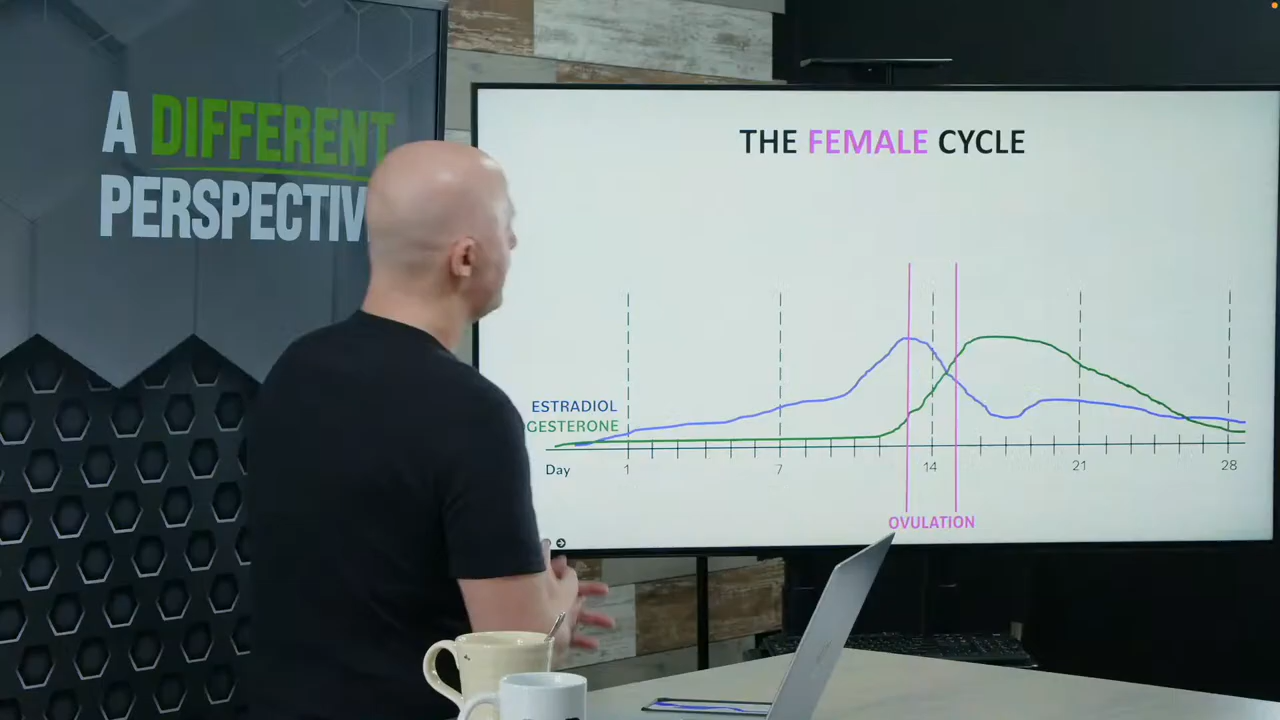 A DIFFERENT
PERSPECTIV
THE FEMALE CYCLE
ESTRADIOL
GESTERONE
Day 1 7 14 21 28
OVULATION